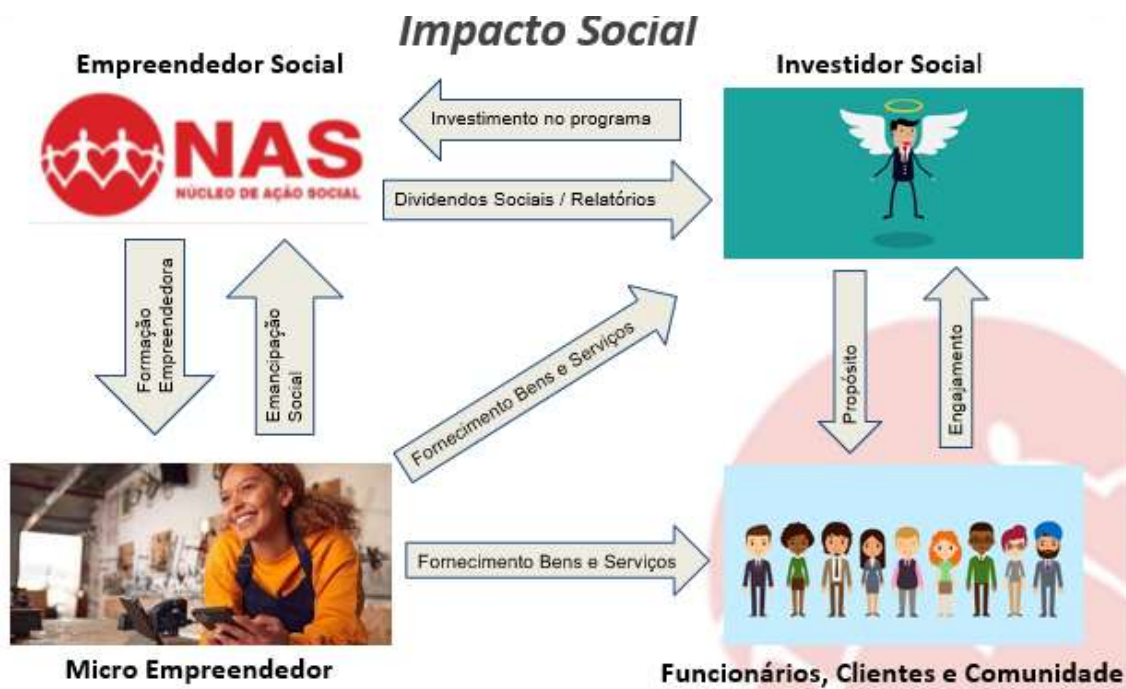 Impacto Social
Empreendedor Social
Investidor Social
NAS
NÚCLEO DE AÇÃO SOCIAL
Investimento no programa
Dividendos Sociais / Relatórios
Formação
Empreendedora
Emancipação
Social
Fornecimento Bens e Serviços
Propósito
Engajamento
Fornecimento Bens e Serviços
Micro Empreendedor
Funcionários, Clientes e Comunidade